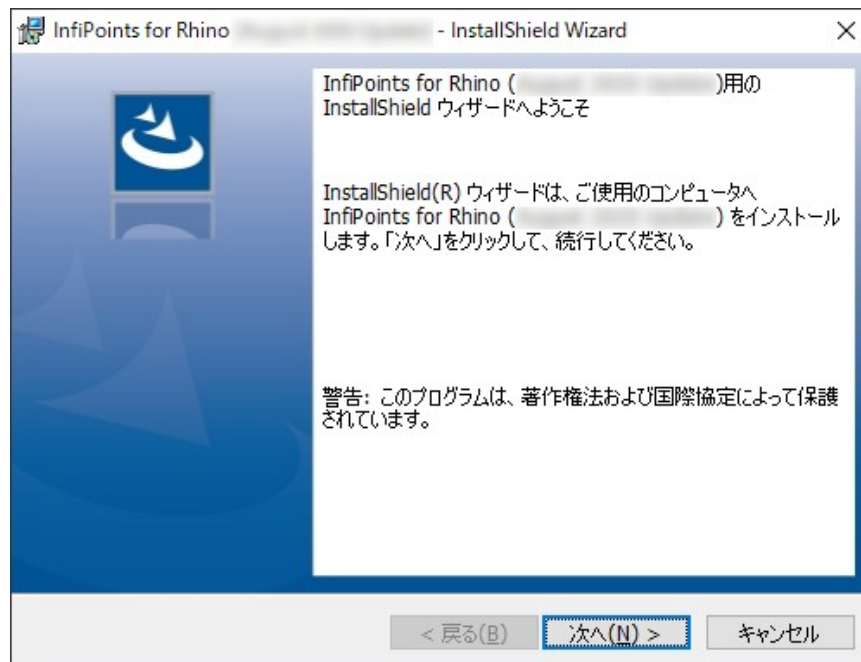 InfiPoints for Rhino - InstallShield Wizard
InfiPoints for Rhino ( )用の
InstallShield ウィザードへようこそ
InstallShield(R) ウィザードは、ご使用のコンピュータへ
InfiPoints for Rhino ( ) をインストール
します。「次へ」をクリックして、続行してください。
警告: このプログラムは、著作権法および国際協定によって保護
されています。
< 戻る(B)
次へ(N) >
キャンセル